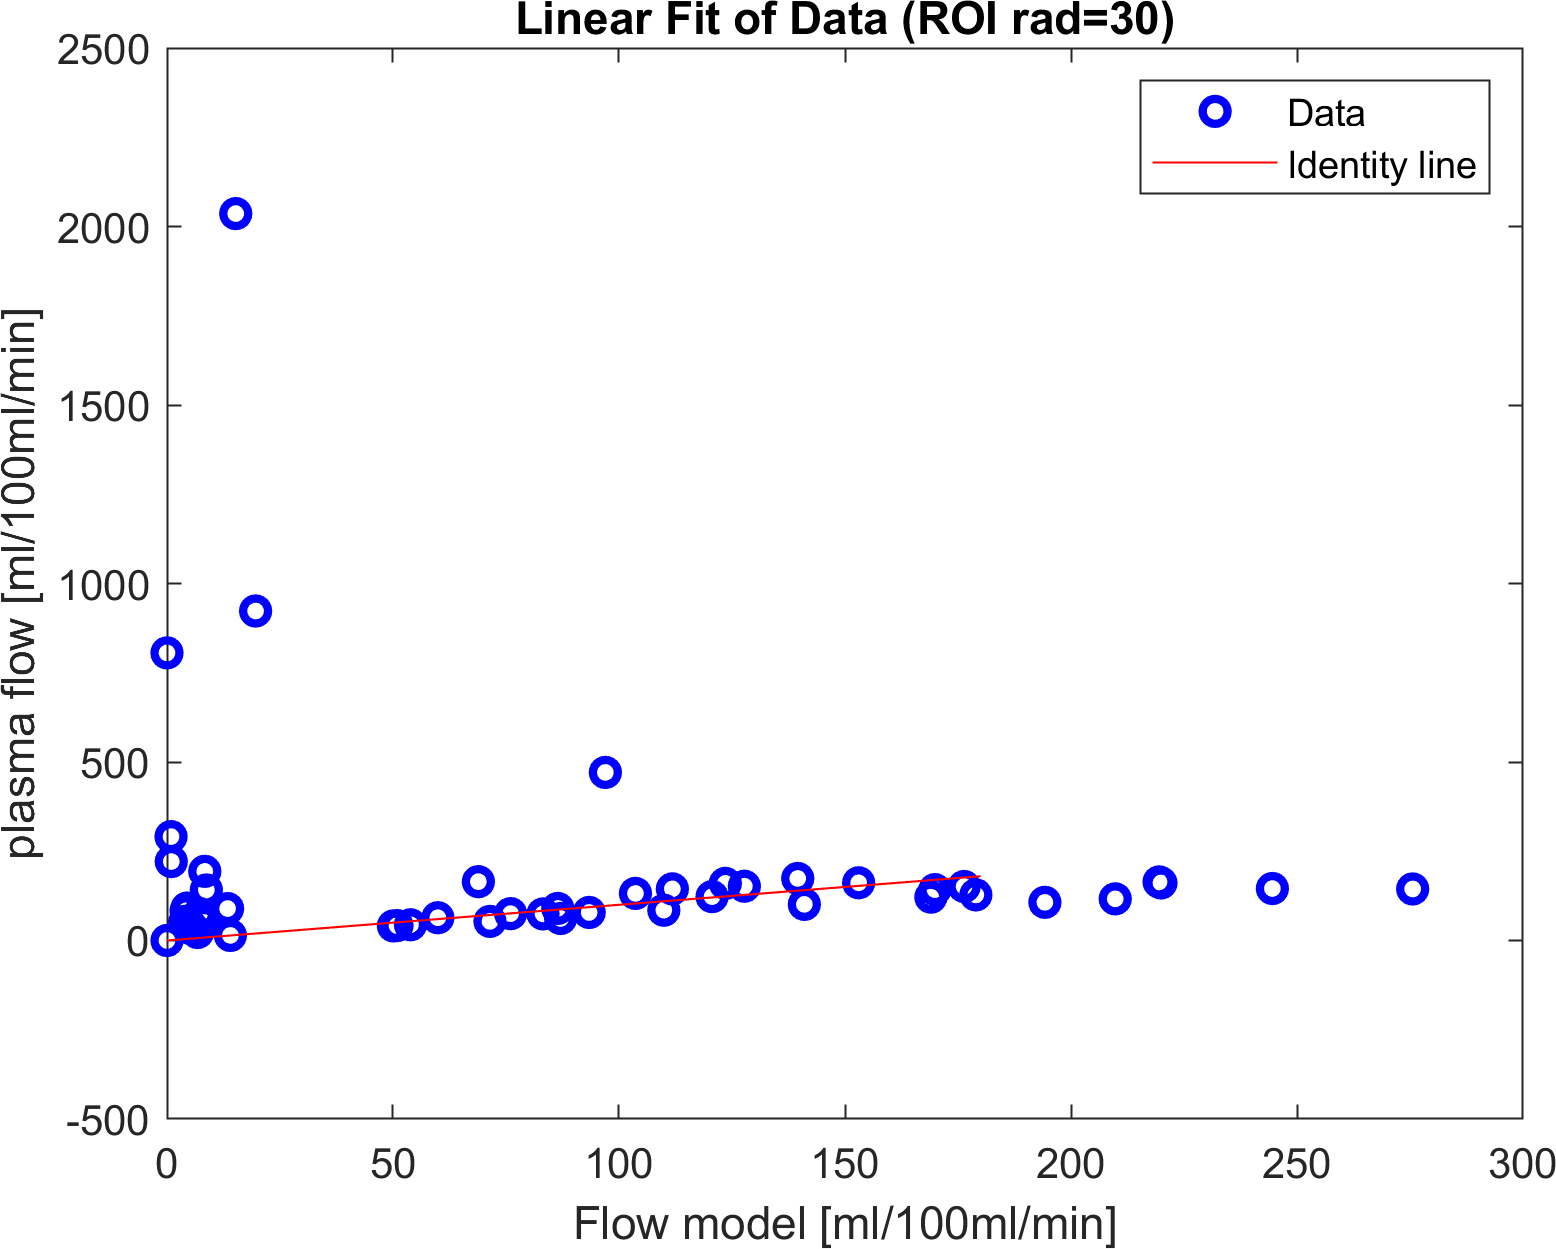 Linear Fit of Data (ROI rad=30)
2500
2000
1500
1000
500
0
-500
plasma flow [ml/100ml/min]
Data
Identity line
0 50 100 150 200 250 300
Flow model [ml/100ml/min]